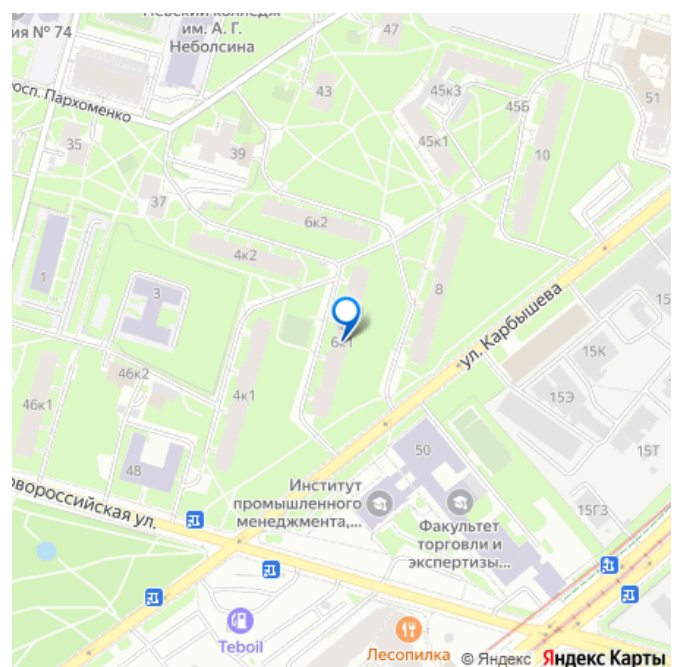 ия № 74
Невский колледж
им. А. Г.
Неболсина
47
просп. Пархоменко
43
45к3
45Б
51
35
39
45к1
10
37
6к2
4к2
1
3
8
15
ул. Карбышева
6к1
15К
46к2
4к1
15Э
46к1
48
50
15Т
Институт
промышленного
менеджмента,...
Факультет
торговли и
экспертизы...
15Г3
овороссийская ул.
Teboil
Лесопилка
© Яндекс Яндекс Карты